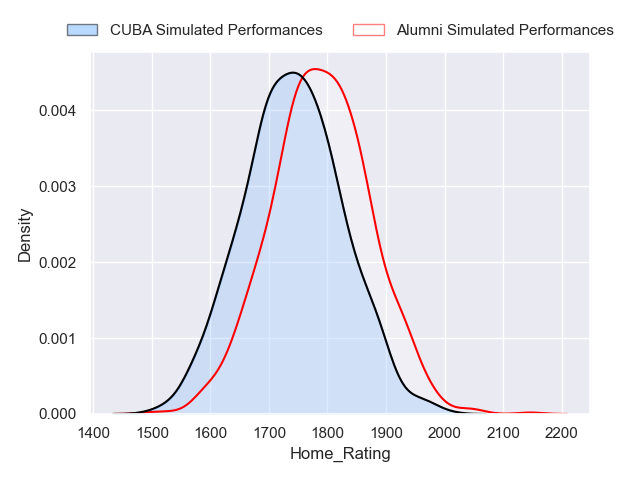 CUBA Simulated Performances Alumni Simulated Performances
0.004
0.003
0.002
0.001
0.000
Density
1400 1500 1600 1700 1800 1900 2000 2100 2200
Home_Rating